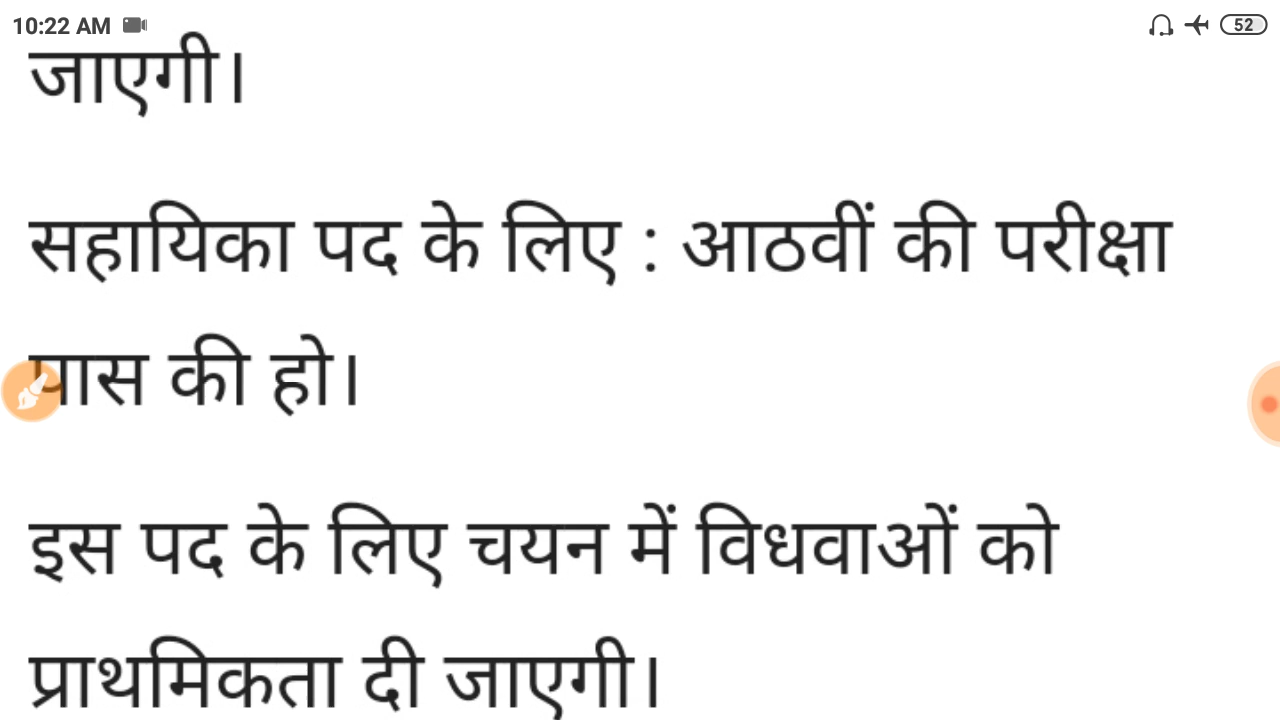 10:22 AM 52
जाएगी।
सहायिका पद के लिए : आठवीं की परीक्षा
पास की हो।
इस पद के लिए चयन में विधवाओं को
प्राथमिकता दी जाएगी।